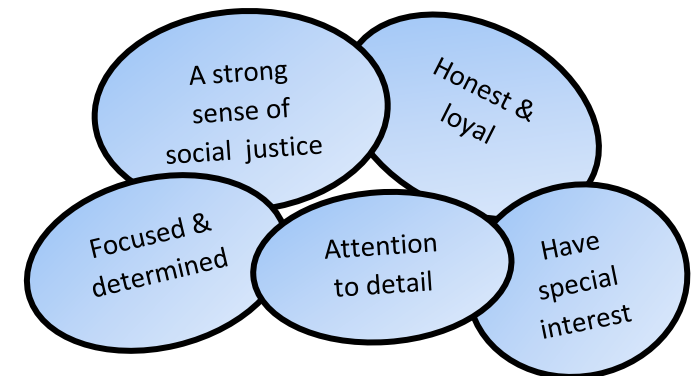 A strong
sense of
social justice
Honest &
loyal
Focused &
determined
Attention
to detail
Have
special
interest